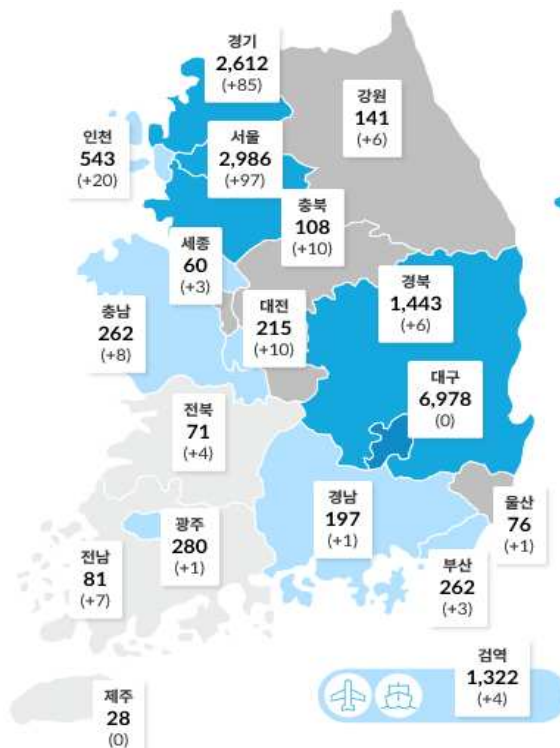 경기
2,612
(+85)
강원
141
(+6)
인천
543
(+20)
서울
2,986
(+97)
충북
108
(+10)
세종
60
(+3)
경북
1,443
(+6)
충남
262
(+8)
대전
215
(+10)
대구
6,978
(0)
전북
71
(+4)
경남
197
(+1)
울산
76
(+1)
광주
280
(+1)
전남
81
(+7)
부산
262
(+3)
검역
1,322
(+4)
제주
28
(0)